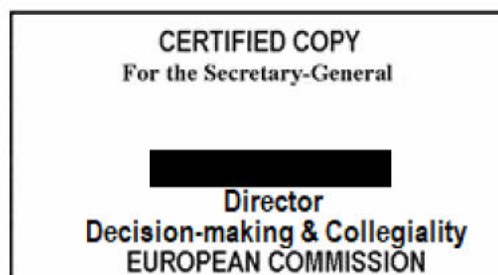 CERTIFIED COPY
For the Secretary-General
Director
Decision-making & Collegiality
EUROPEAN COMMISSION